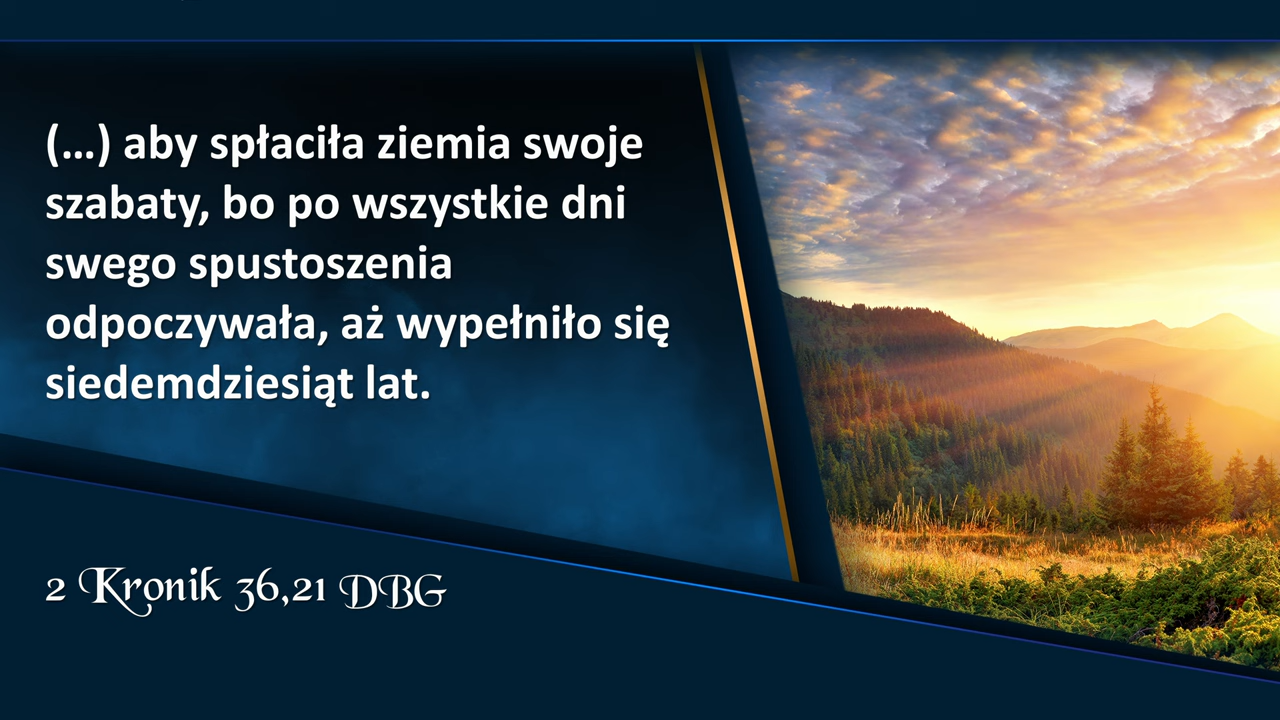 (...) aby spłaciła ziemia swoje
szabaty, bo po wszystkie dni
swego spustoszenia
odpoczywała, aż wypełniło się
siedemdziesiąt lat.
2 Kronik 36,21 DBG